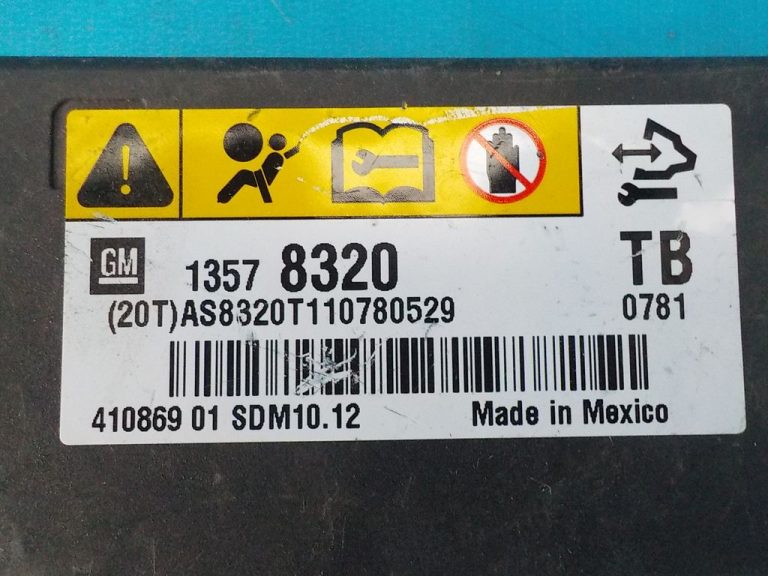 GM 1357 8320 TB
(20T)AS8320T110780529 0781
410869 01 SDM10.12 Made in Mexico